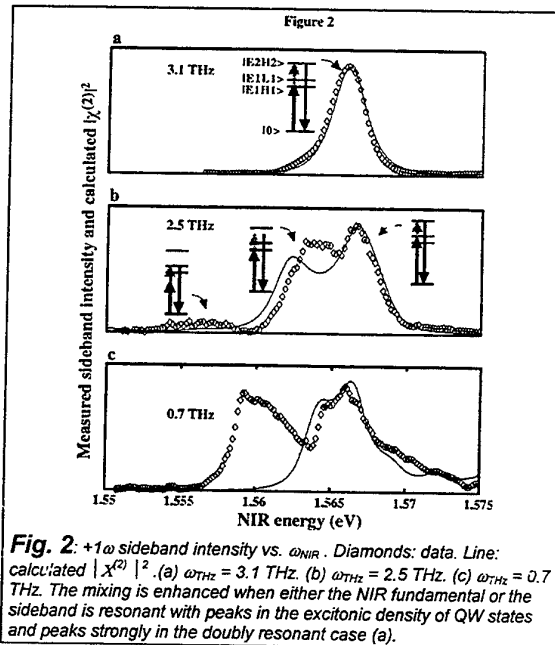 Figure 2
a
3.1 THz
|E2H2>
|E1L1>
|E1H1>
|0>
b
2.5 THz
c
0.7 THz
Measured sideband intensity and calculated |χ(2)|²
1.55 1.555 1.56 1.565 1.57 1.575
NIR energy (eV)
Fig. 2: +1ω sideband intensity vs. ωNIR . Diamonds: data. Line:
calculated | X(2) | ² .(a) ωTHz = 3.1 THz. (b) ωTHz = 2.5 THz. (c) ωTHz = 0.7
THz. The mixing is enhanced when either the NIR fundamental or the
sideband is resonant with peaks in the excitonic density of QW states
and peaks strongly in the doubly resonant case (a).